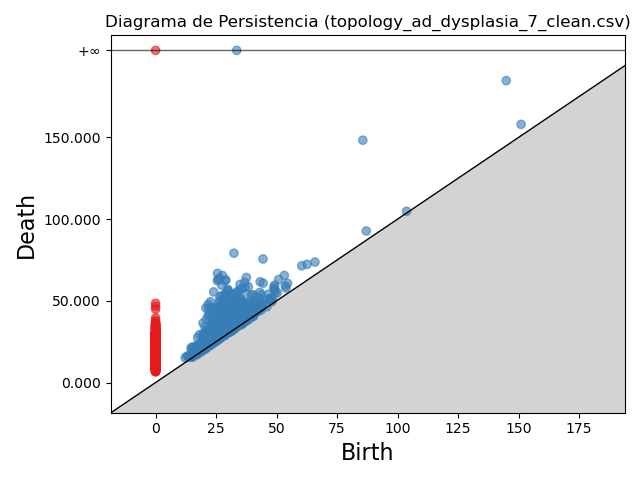 Diagrama de Persistencia (topology_ad_dysplasia_7_clean.csv)
+∞
150.000
100.000
50.000
0.000
Death
0 25 50 75 100 125 150 175
Birth